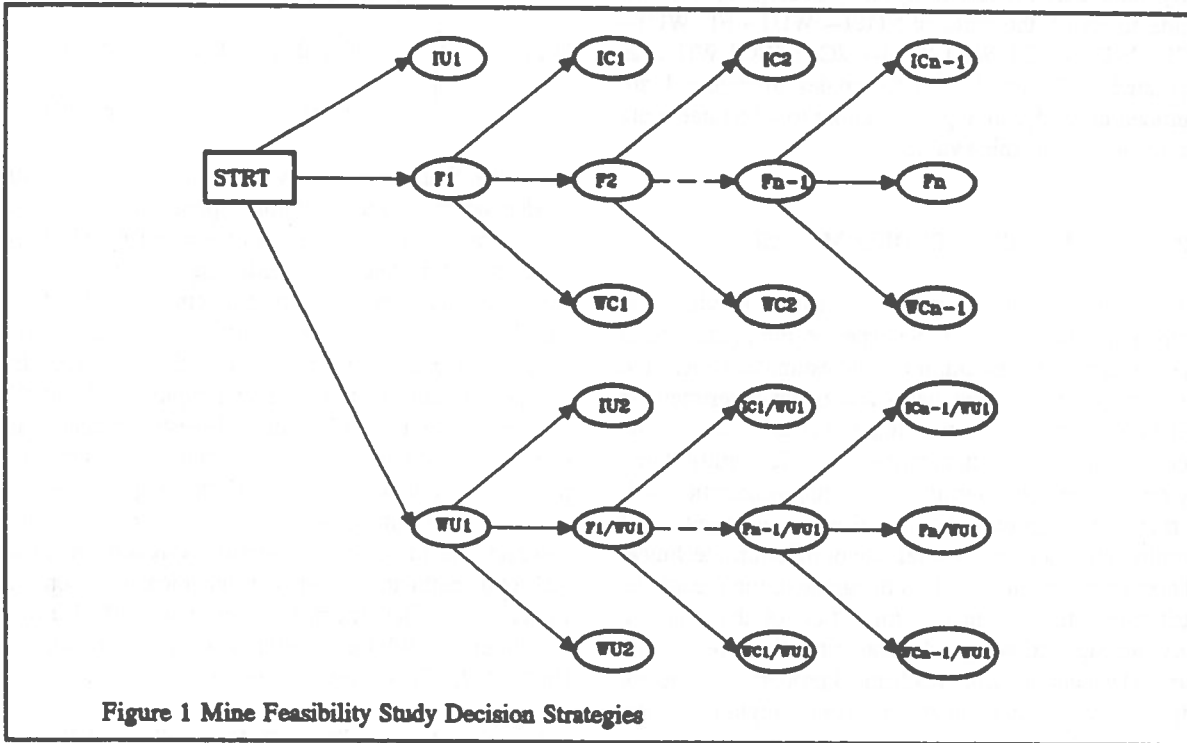 IU1 IC1 IC2 ICn-1
STRT F1 F2 Fn-1 Fn
WC1 WC2 WCn-1
IU2 IC1/WU1 ICn-1/WU1
WU1 F1/WU1 Fn-1/WU1 Fn/WU1
WU2 WC1/WU1 WCn-1/WU1
Figure 1 Mine Feasibility Study Decision Strategies